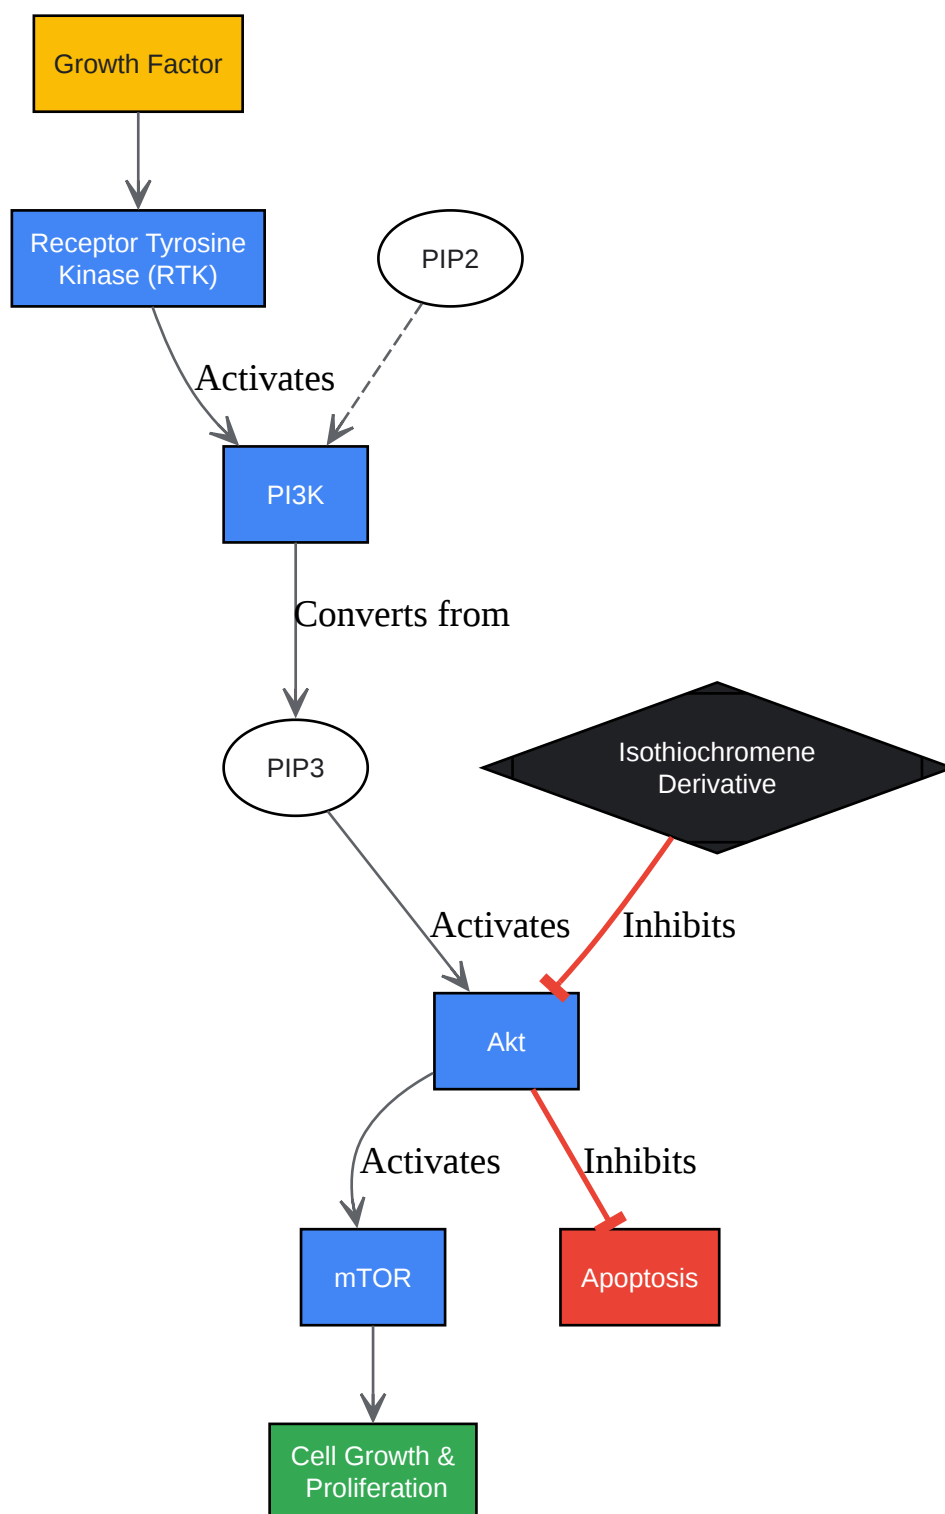 Growth Factor
Receptor Tyrosine
Kinase (RTK)
PIP2
Activates
PI3K
Converts from
PIP3
Isothiochromene
Derivative
Activates
Inhibits
Akt
Activates
Inhibits
mTOR
Apoptosis
Cell Growth &
Proliferation